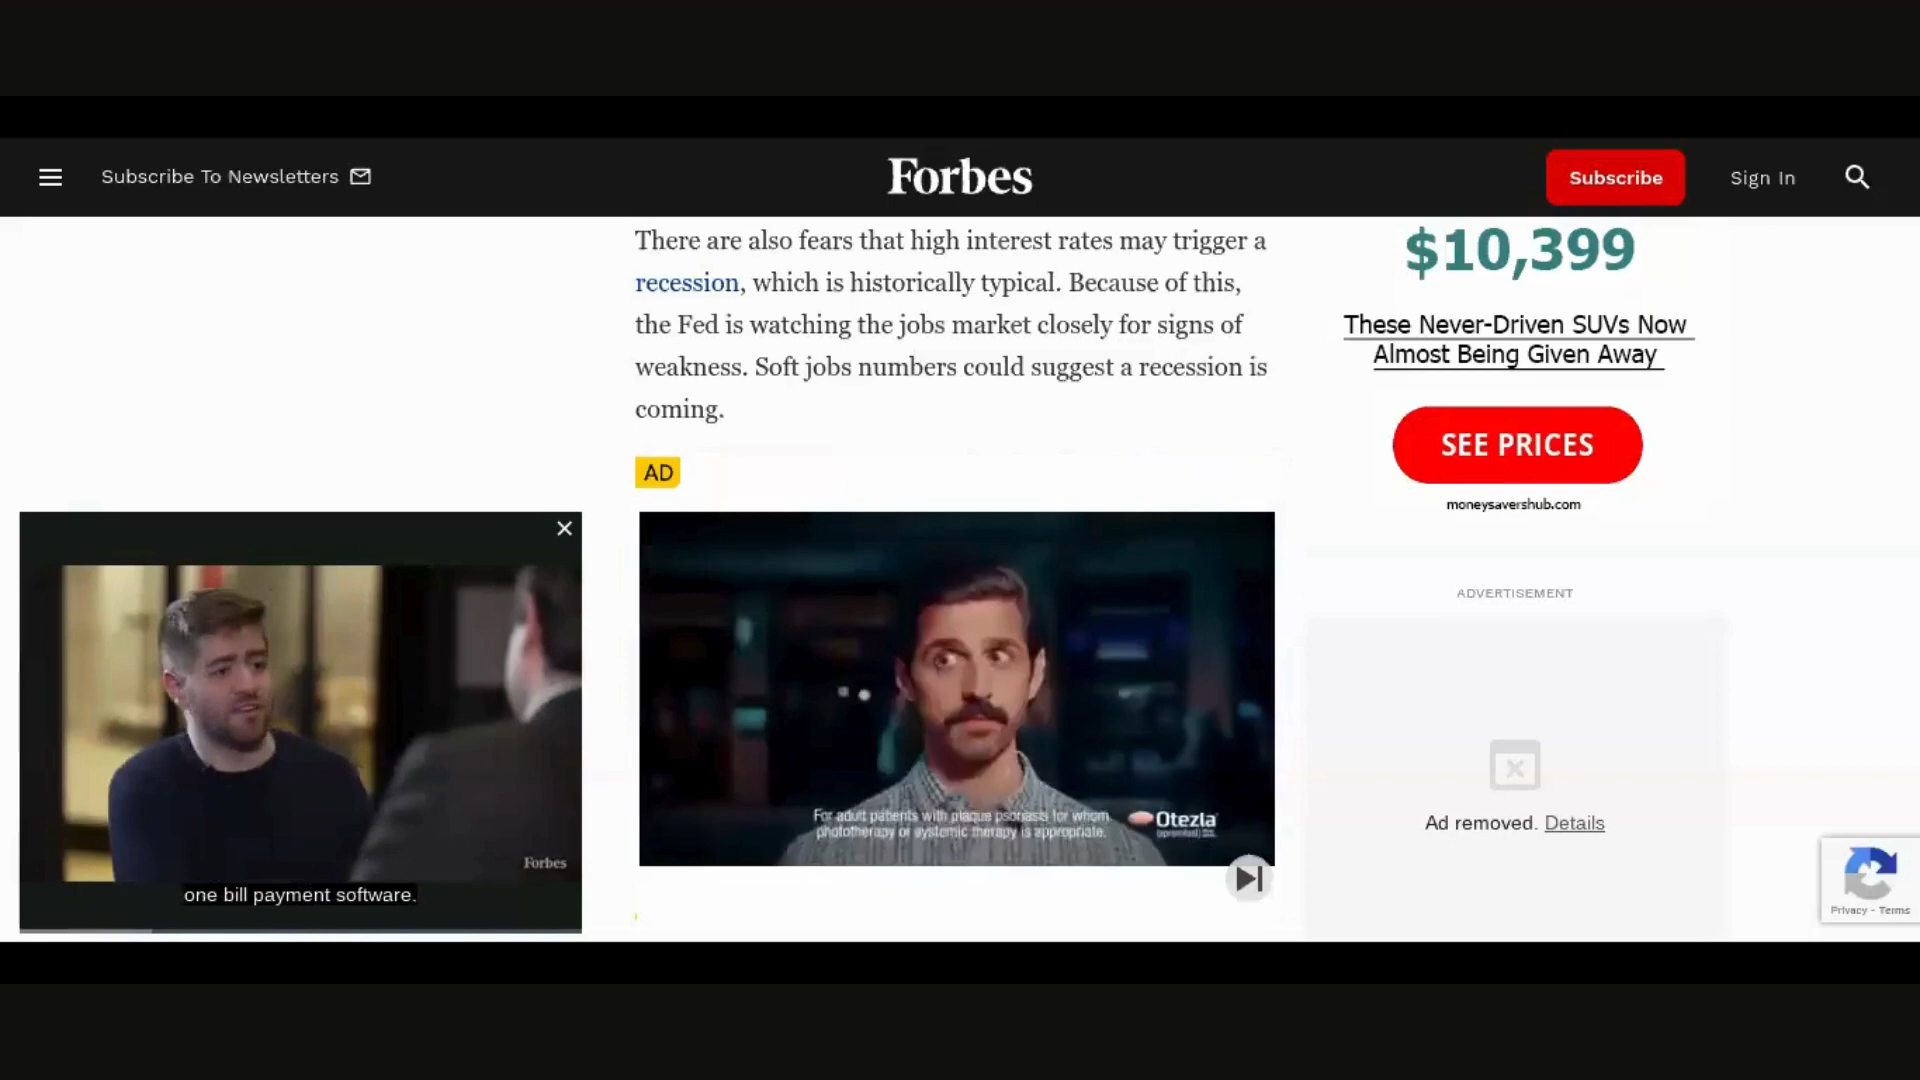 Subscribe To Newsletters
Forbes
Subscribe
Sign In
There are also fears that high interest rates may trigger a
recession, which is historically typical. Because of this,
the Fed is watching the jobs market closely for signs of
weakness. Soft jobs numbers could suggest a recession is
coming.
AD
For adult patients with plaque psoriasis for whom
phototherapy or systemic therapy is appropriate.
Otezla
(apremilast)
Forbes
one bill payment software.
$10,399
These Never-Driven SUVs Now
Almost Being Given Away
SEE PRICES
moneysavershub.com
ADVERTISEMENT
Ad removed. Details
Privacy - Terms